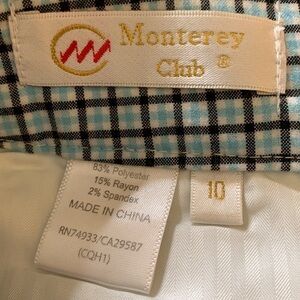 Monterey
Club ®
83% Polyester
15% Rayon
2% Spandex
MADE IN CHINA
RN74933/CA29587
(CQH1)
10